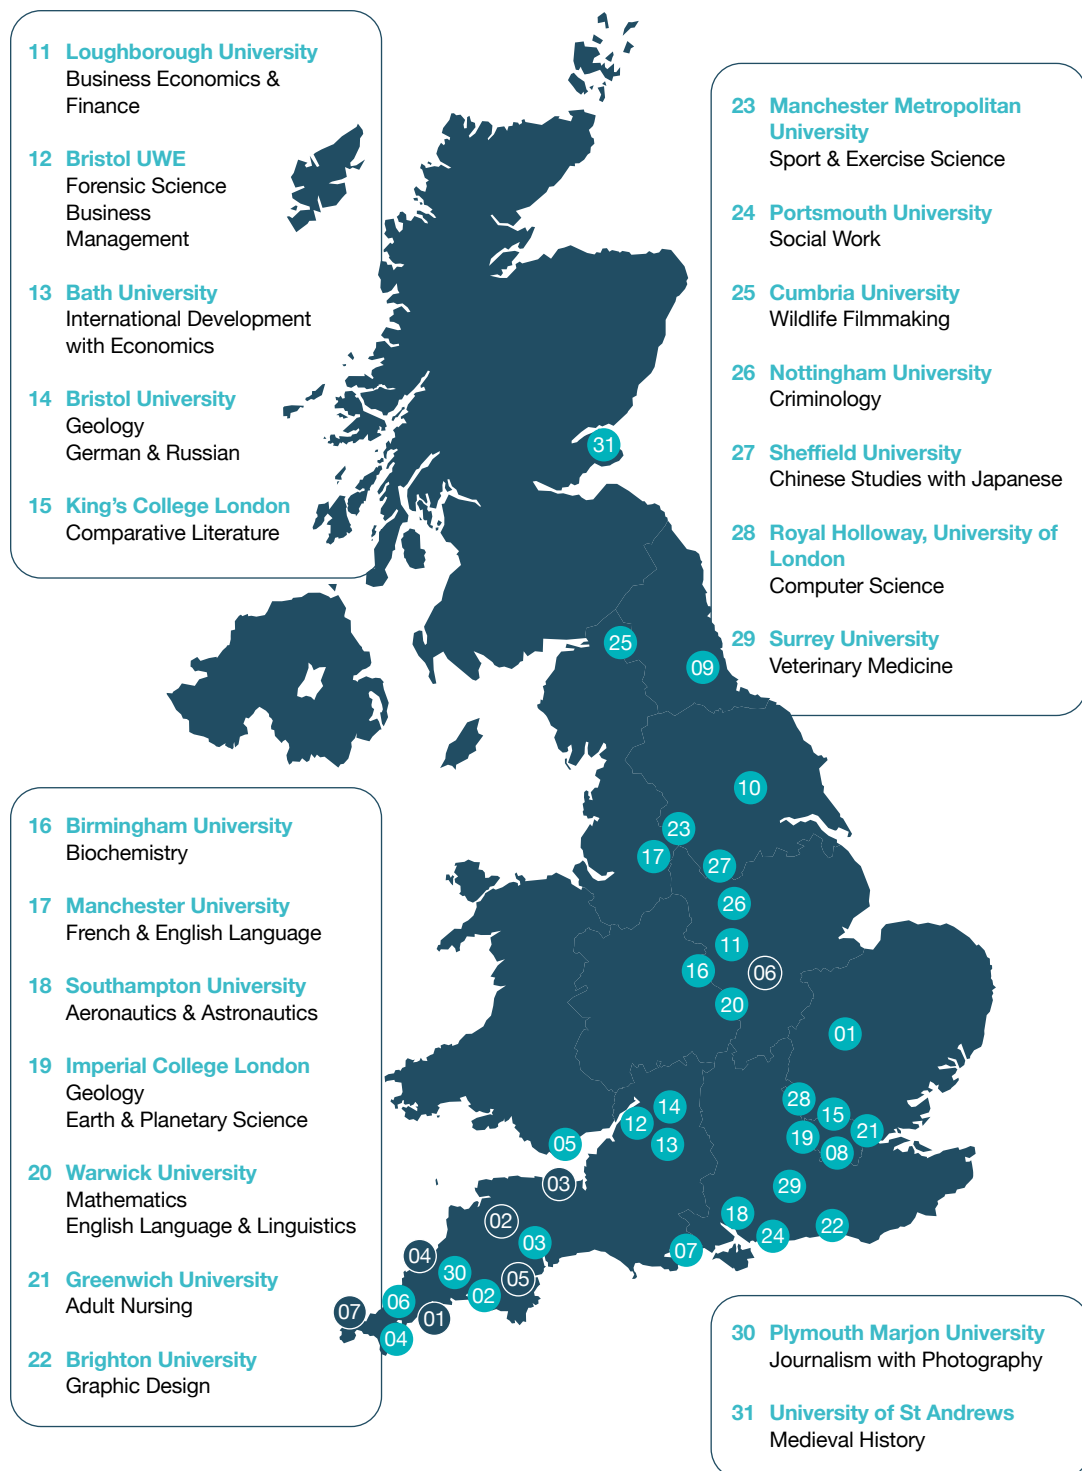 11 Loughborough University
Business Economics &
Finance
12 Bristol UWE
Forensic Science
Business
Management
13 Bath University
International Development
with Economics
14 Bristol University
Geology
German & Russian
15 King's College London
Comparative Literature
23 Manchester Metropolitan
University
Sport & Exercise Science
24 Portsmouth University
Social Work
25 Cumbria University
Wildlife Filmmaking
26 Nottingham University
Criminology
27 Sheffield University
Chinese Studies with Japanese
28 Royal Holloway, University of
London
Computer Science
29 Surrey University
Veterinary Medicine
16 Birmingham University
Biochemistry
17 Manchester University
French & English Language
18 Southampton University
Aeronautics & Astronautics
19 Imperial College London
Geology
Earth & Planetary Science
20 Warwick University
Mathematics
English Language & Linguistics
21 Greenwich University
Adult Nursing
22 Brighton University
Graphic Design
30 Plymouth Marjon University
Journalism with Photography
31 University of St Andrews
Medieval History
31
25
09
10
23
17
27
26
11
16
06
20
01
28
14
15
12
21
19
05
13
08
03
29
18
02
22
24
03
07
04
30
05
02
06
07
01
04